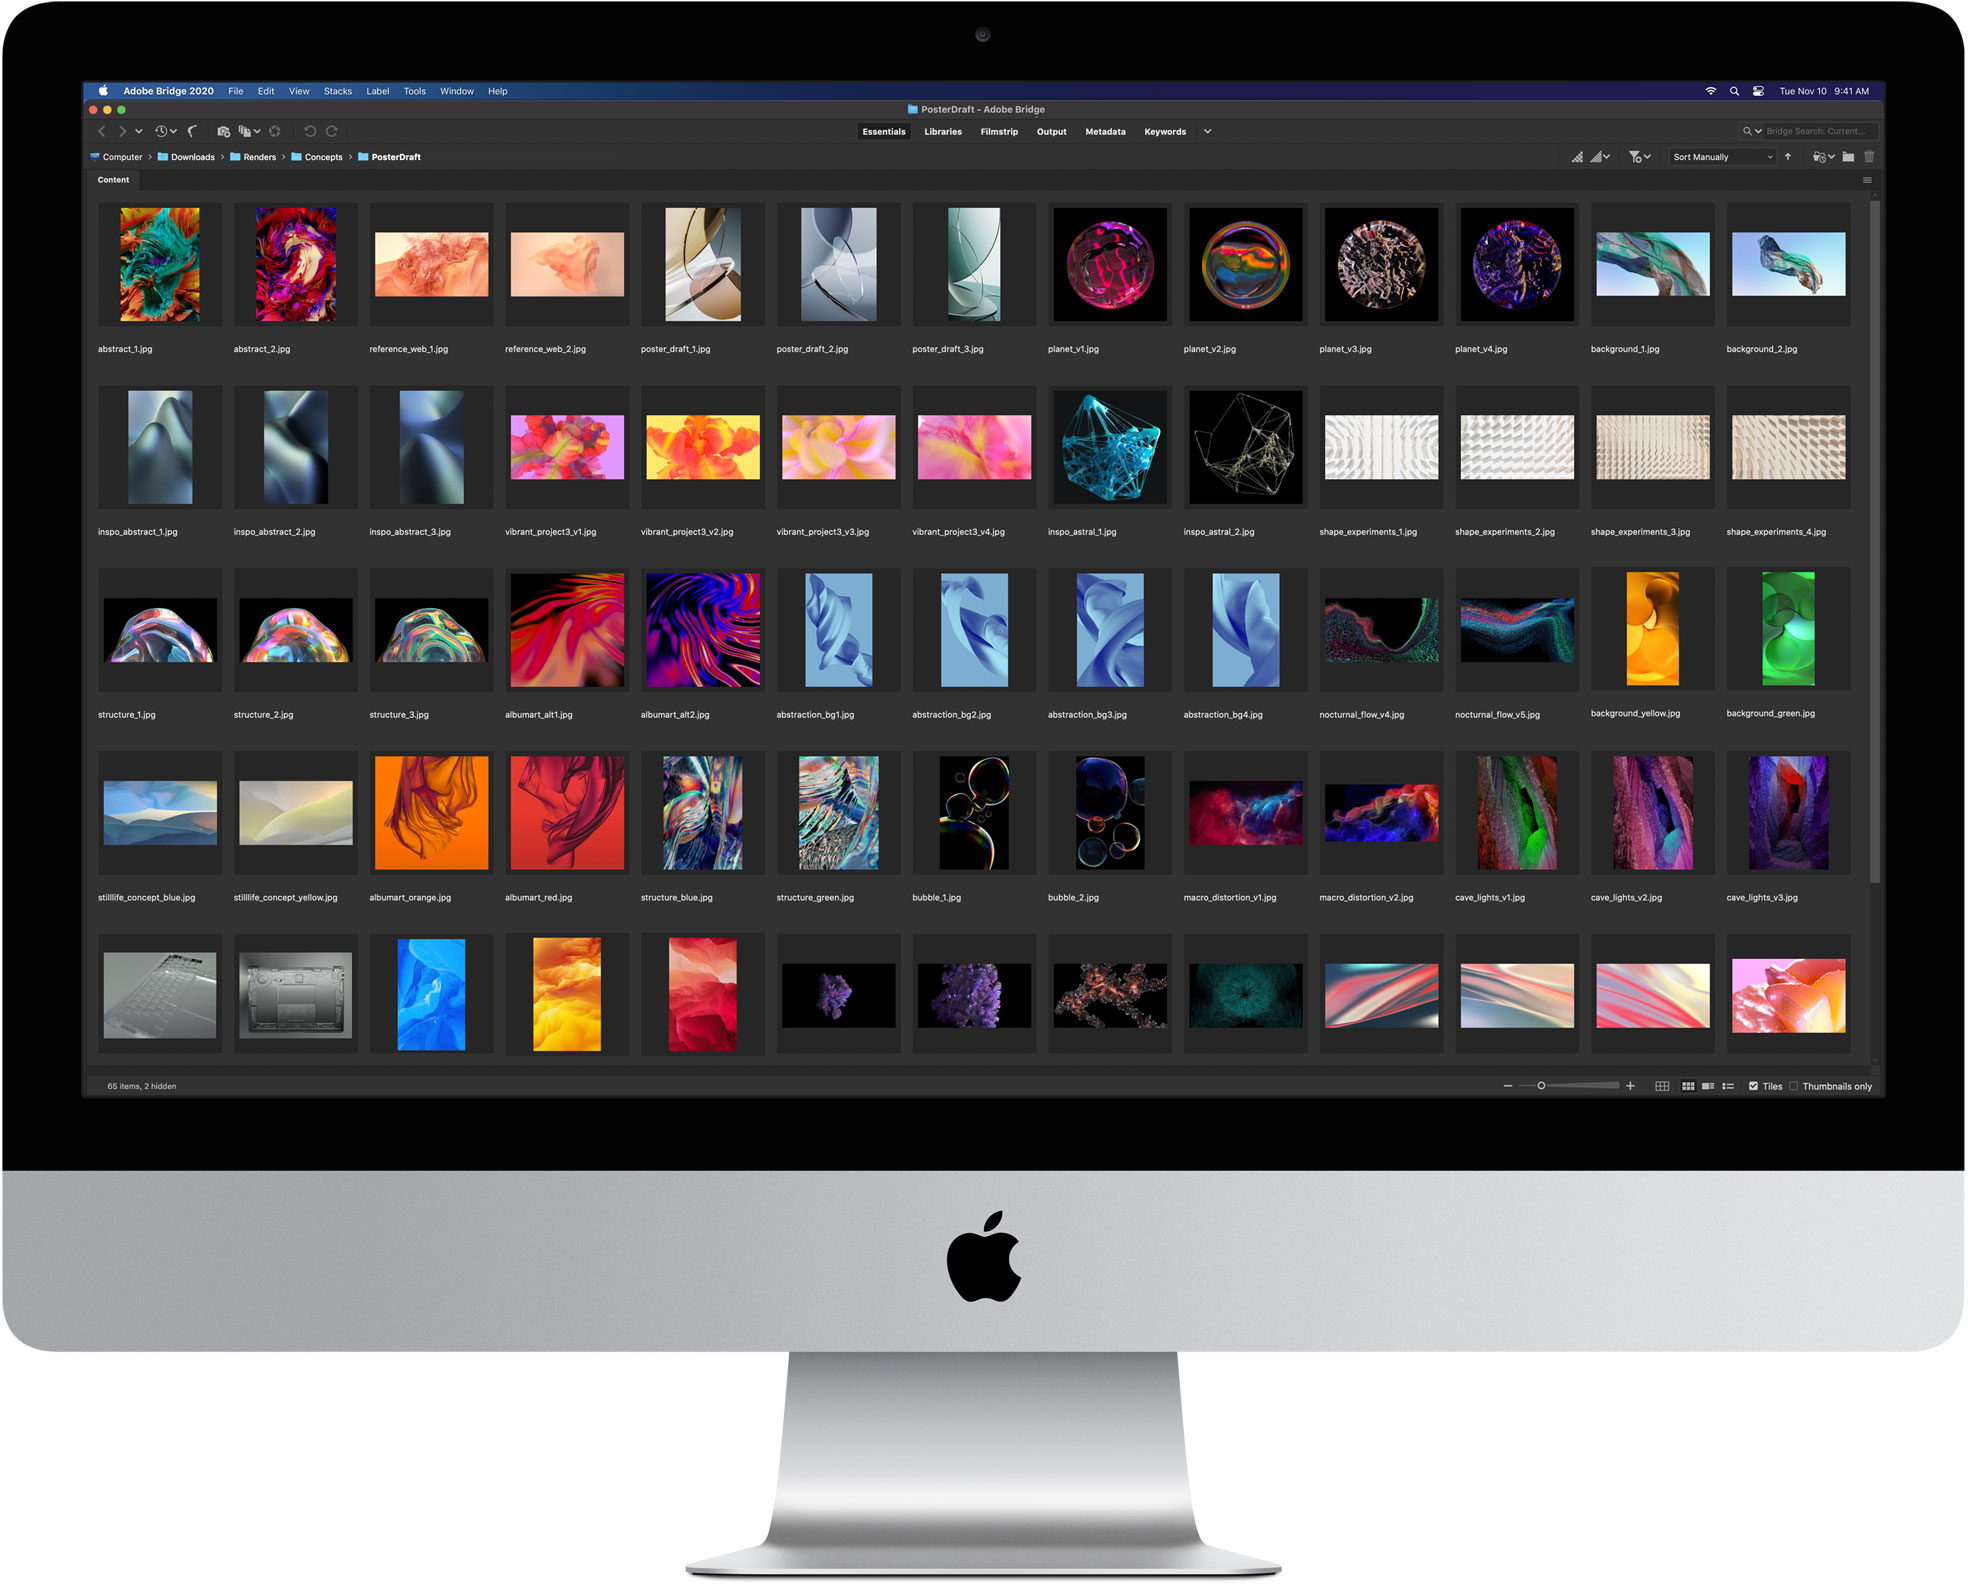 Adobe Bridge 2020 File Edit View Stacks Label Tools Window Help Tue Nov 10 9:41 AM
PosterDraft - Adobe Bridge
Essentials Libraries Filmstrip Output Metadata Keywords Bridge Search: Current...
Computer Downloads Renders Concepts PosterDraft Sort Manually
Content
abstract_1.jpg abstract_2.jpg reference_web_1.jpg reference_web_2.jpg poster_draft_1.jpg poster_draft_2.jpg poster_draft_3.jpg planet_v1.jpg planet_v2.jpg planet_v3.jpg planet_v4.jpg background_1.jpg background_2.jpg
inspo_abstract_1.jpg inspo_abstract_2.jpg inspo_abstract_3.jpg vibrant_project3_v1.jpg vibrant_project3_v2.jpg vibrant_project3_v3.jpg vibrant_project3_v4.jpg inspo_astral_1.jpg inspo_astral_2.jpg shape_experiments_1.jpg shape_experiments_2.jpg shape_experiments_3.jpg shape_experiments_4.jpg
structure_1.jpg structure_2.jpg structure_3.jpg albumart_alt1.jpg albumart_alt2.jpg abstraction_bg1.jpg abstraction_bg2.jpg abstraction_bg3.jpg abstraction_bg4.jpg nocturnal_flow_v4.jpg nocturnal_flow_v5.jpg background_yellow.jpg background_green.jpg
stilllife_concept_blue.jpg stilllife_concept_yellow.jpg albumart_orange.jpg albumart_red.jpg structure_blue.jpg structure_green.jpg bubble_1.jpg bubble_2.jpg macro_distortion_v1.jpg macro_distortion_v2.jpg cave_lights_v1.jpg cave_lights_v2.jpg cave_lights_v3.jpg
65 items, 2 hidden Tiles Thumbnails only